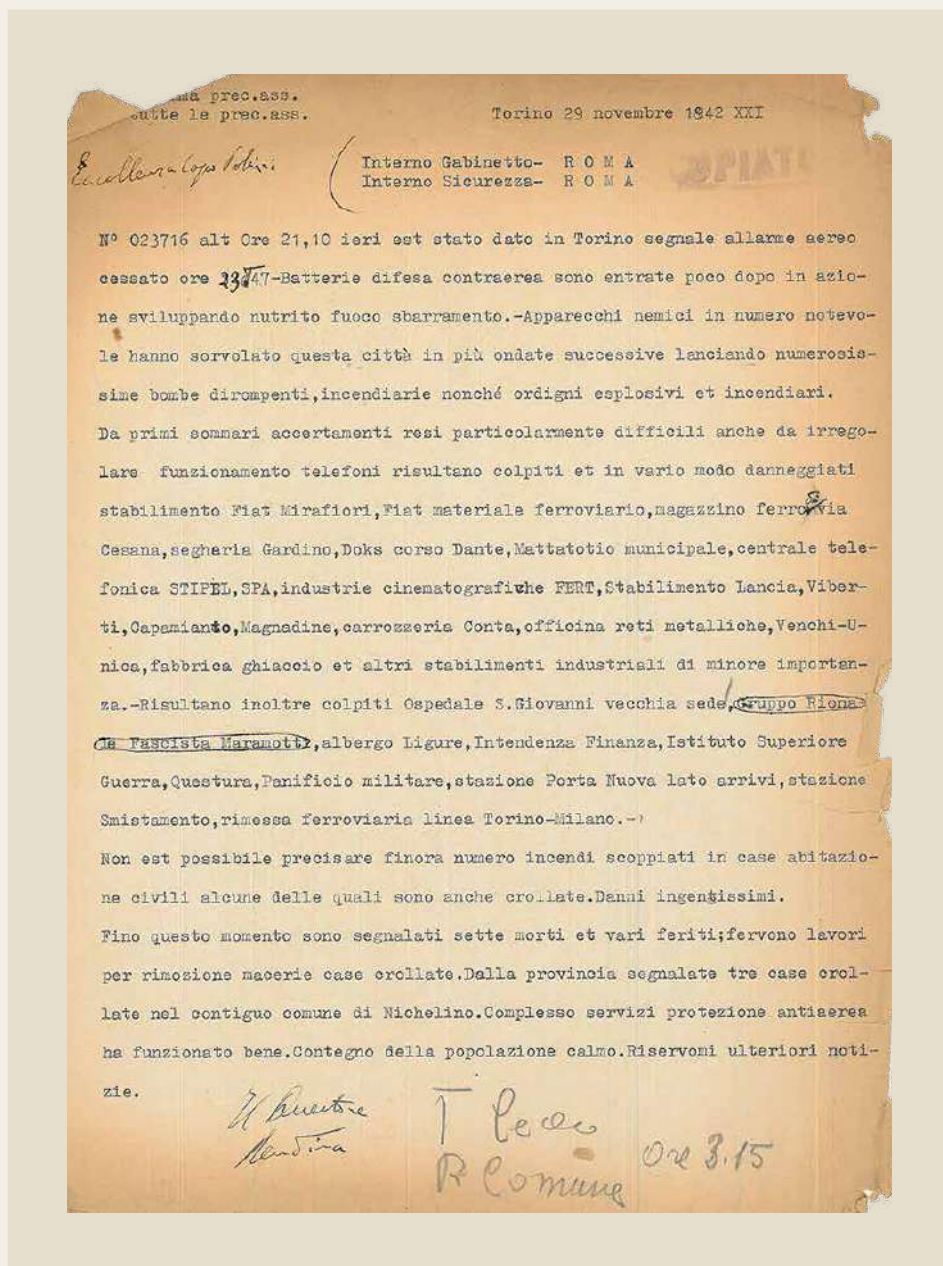 prec.ass.
tutte le prec.ass. Torino 29 novembre 1942 XXI
Eccellenza Capo Polizia
Interno Gabinetto- R O M A
Interno Sicurezza- R O M A
N° 023716 alt Ore 21,10 ieri est stato dato in Torino segnale allarme aereo
cessato ore 23,47-Batterie difesa contraerea sono entrate poco dopo in azio-
ne sviluppando nutrito fuoco sbarramento.-Apparecchi nemici in numero notevo-
le hanno sorvolato questa città in più ondate successive lanciando numerosis-
sime bombe dirompenti,incendiarie nonché ordigni esplosivi et incendiari.
Da primi sommari accertamenti resi particolarmente difficili anche da irrego-
lare funzionamento telefoni risultano colpiti et in vario modo danneggiati
stabilimento Fiat Mirafiori,Fiat materiale ferroviario,magazzino ferrovia
Cesana,segharia Gardino,Doks corso Dante,Mattatotio municipale,centrale tele-
fonica STIPEL,SPA,industrie cinematografiche FERT,Stabilimento Lancia,Viber-
ti,Capamianto,Magnadine,carrozzeria Conta,officina reti metalliche,Venchi-U-
nica,fabbrica ghiaccio et altri stabilimenti industriali di minore importan-
za.-Risultano inoltre colpiti Ospedale S.Giovanni vecchia sede,Gruppo Riona-
le Fascista Maramotti,albergo Ligure,Intendenza Finanza,Istituto Superiore
Guerra,Questura,Panificio militare,stazione Porta Nuova lato arrivi,stazione
Smistamento,rimessa ferroviaria linea Torino-Milano.-
Non est possibile precisare finora numero incendi scoppiati in case abitazio-
ne civili alcune delle quali sono anche crollate.Danni ingentissimi.
Fino questo momento sono segnalati sette morti et vari feriti;fervono lavori
per rimozione macerie case crollate.Dalla provincia segnalate tre case crol-
late nel contiguo comune di Nichelino.Complesso servizi protezione antiaerea
ha funzionato bene.Contegno della popolazione calmo.Riservomi ulteriori noti-
zie.
Il Questore
Ore 3.15
R Comune